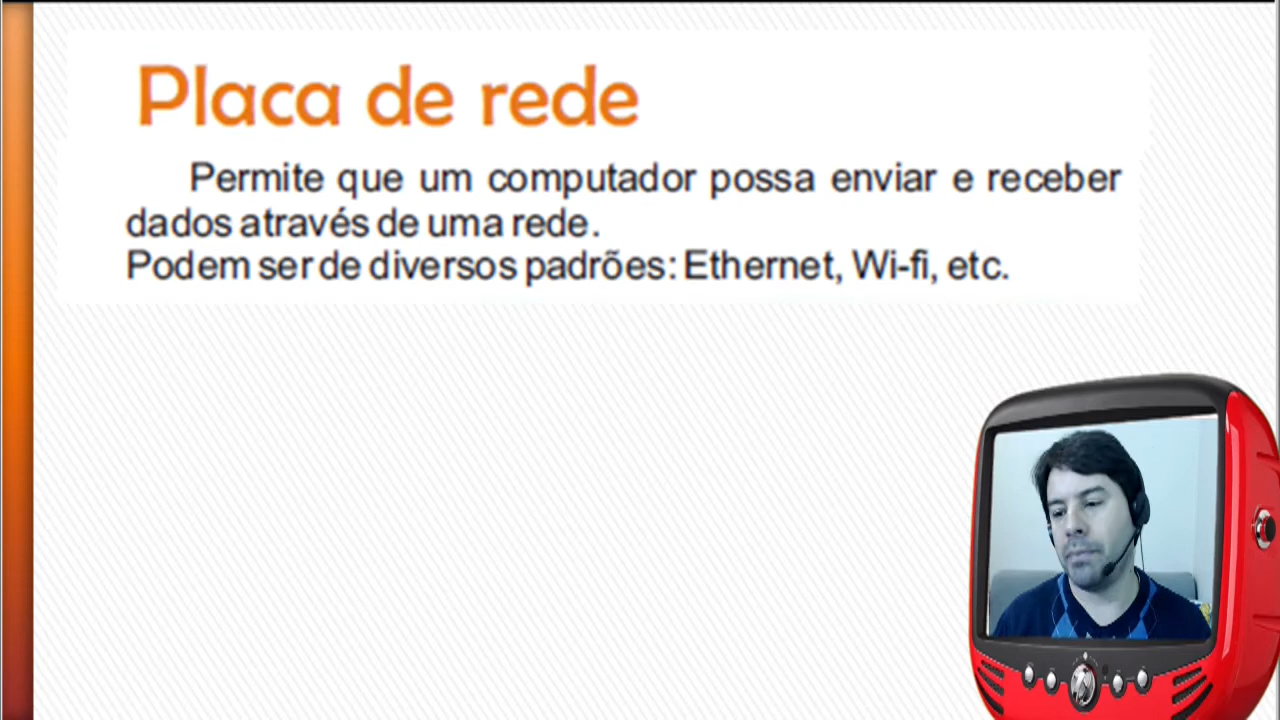 Placa de rede
Permite que um computador possa enviar e receber
dados através de uma rede.
Podem ser de diversos padrões: Ethernet, Wi-fi, etc.